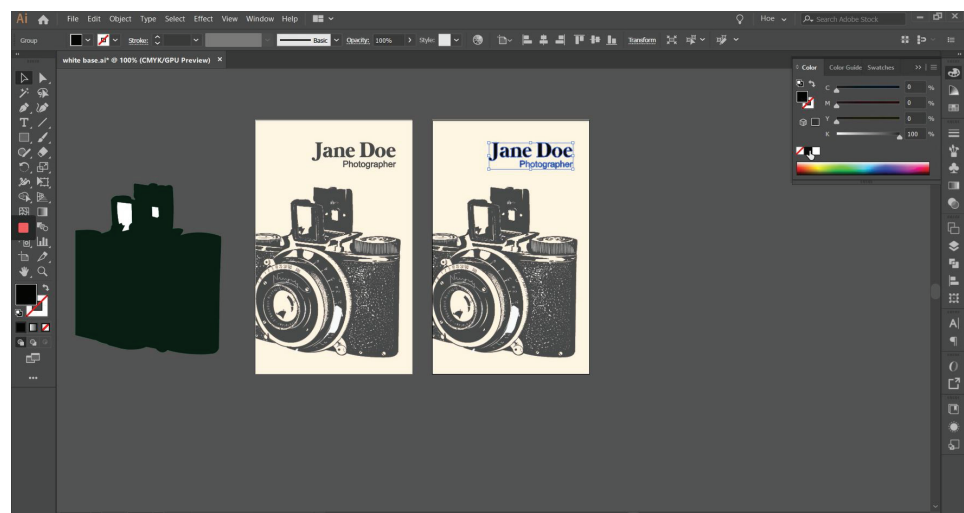 Ai File Edit Object Type Select Effect View Window Help Hoe Search Adobe Stock
Group Stroke: Basic Opacity: 100% Style: Transform
white base.ai* @ 100% (CMYK/GPU Preview) ×
Color Color Guide Swatches
C 0 %
M 0 %
Y 0 %
K 100 %
Jane Doe
Photographer
Jane Doe
Photographer